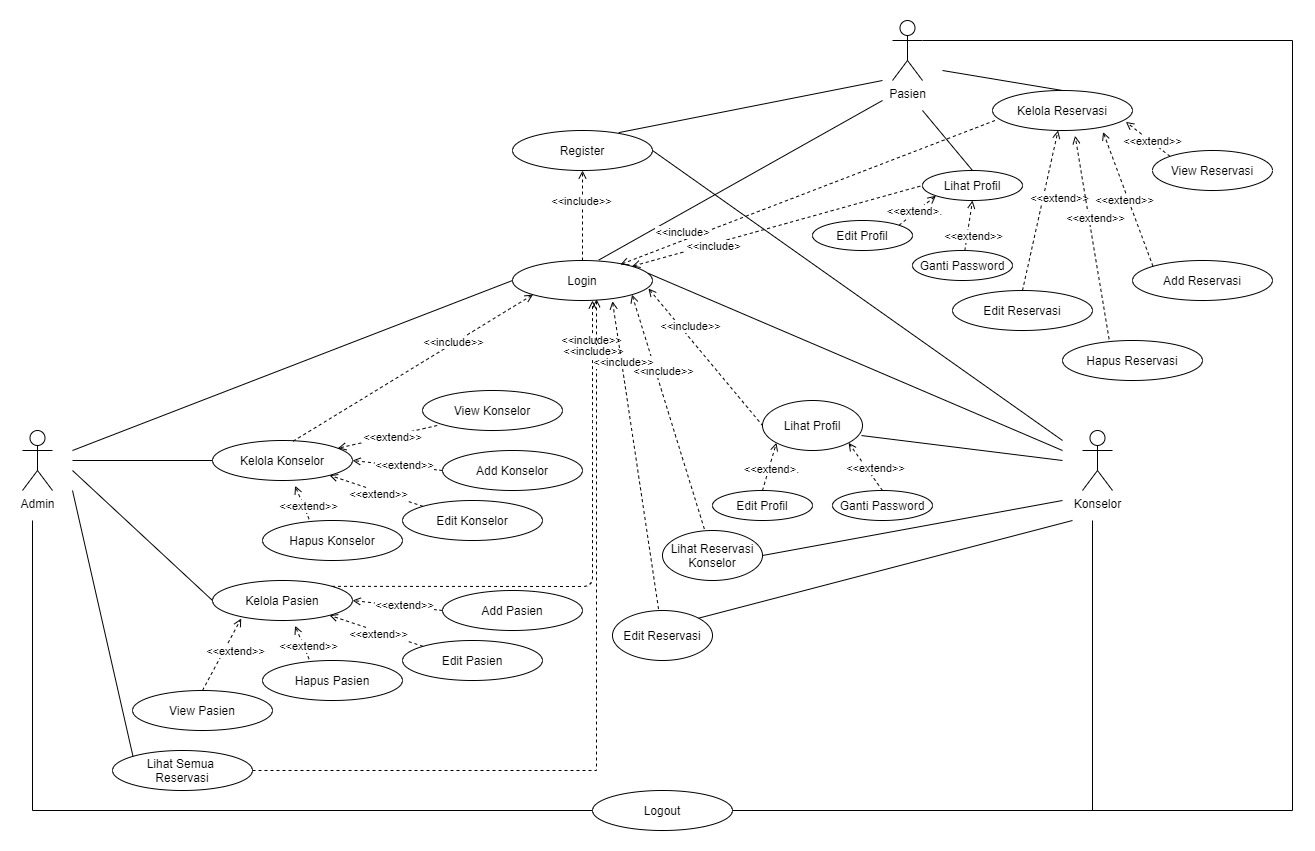 Pasien
Kelola Reservasi
Register
<<extend>>
View Reservasi
Lihat Profil
<<include>>
<<extend>>
<<extend>>
<<extend>.
<<extend>>
<<include>
Edit Profil
<<extend>>
<<include>
Ganti Password
Login
Add Reservasi
Edit Reservasi
<<include>>
<<include>>
<<include>>
<<include>>
<<include>>
<<include>>
Hapus Reservasi
View Konselor
Lihat Profil
<<extend>>
Kelola Konselor
<<extend>>
Add Konselor
<<extend>.
<<extend>>
Admin
Konselor
<<extend>>
<<extend>>
Edit Konselor
Edit Profil
Ganti Password
Hapus Konselor
Lihat Reservasi
Konselor
Kelola Pasien
<<extend>>
Add Pasien
<<extend>>
Edit Reservasi
<<extend>>
<<extend>>
Edit Pasien
Hapus Pasien
View Pasien
Lihat Semua
Reservasi
Logout